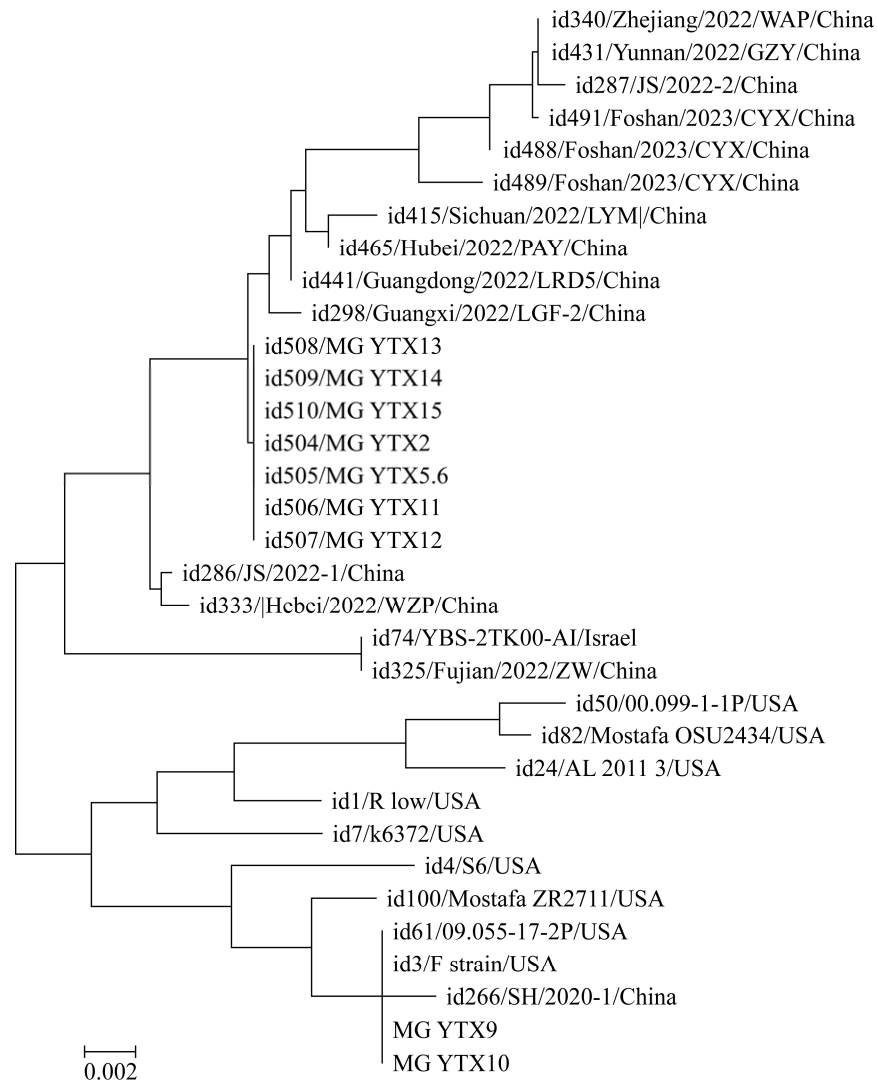 id340/Zhejiang/2022/WAP/China
id431/Yunnan/2022/GZY/China
id287/JS/2022-2/China
id491/Foshan/2023/CYX/China
id488/Foshan/2023/CYX/China
id489/Foshan/2023/CYX/China
id415/Sichuan/2022/LYM|/China
id465/Hubei/2022/PAY/China
id441/Guangdong/2022/LRD5/China
id298/Guangxi/2022/LGF-2/China
id508/MG YTX13
id509/MG YTX14
id510/MG YTX15
id504/MG YTX2
id505/MG YTX5.6
id506/MG YTX11
id507/MG YTX12
id286/JS/2022-1/China
id333/|Hebei/2022/WZP/China
id74/YBS-2TK00-AI/Israel
id325/Fujian/2022/ZW/China
id50/00.099-1-1P/USA
id82/Mostafa OSU2434/USA
id24/AL 2011 3/USA
id1/R low/USA
id7/k6372/USA
id4/S6/USA
id100/Mostafa ZR2711/USA
id61/09.055-17-2P/USA
id3/F strain/USA
id266/SH/2020-1/China
MG YTX9
MG YTX10
0.002